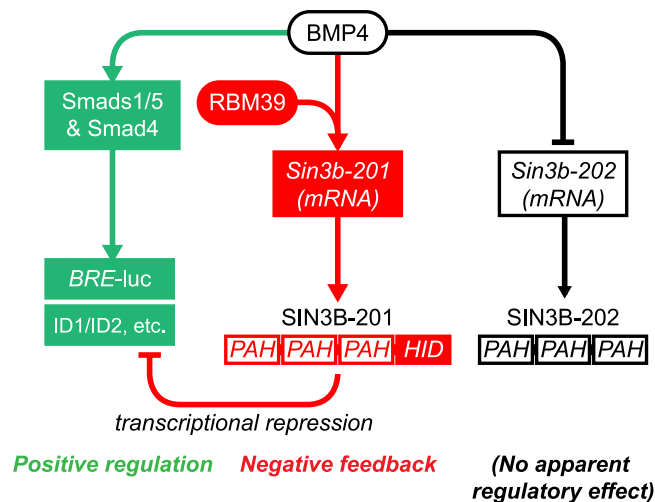 BMP4
Smads1/5
& Smad4
RBM39
Sin3b-201
(mRNA)
Sin3b-202
(mRNA)
BRE-luc
ID1/ID2, etc.
SIN3B-201
PAH PAH PAH HID
SIN3B-202
PAH PAH PAH
transcriptional repression
Positive regulation
Negative feedback
(No apparent
regulatory effect)